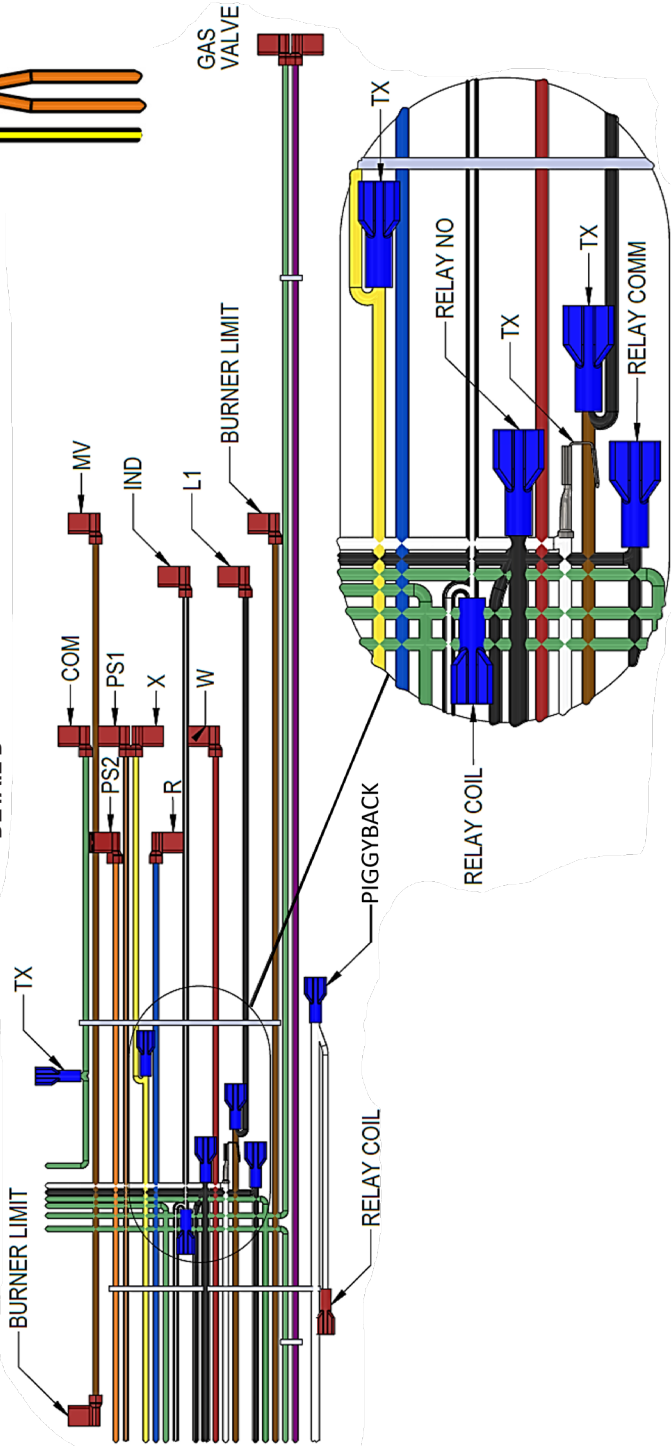 GAS
VALVE
TX
RELAY NO
TX
TX
RELAY COMM
BURNER LIMIT
MV
IND
L1
COM
PS1
X
W
PS2
R
RELAY COIL
PIGGYBACK
TX
RELAY COIL
BURNER LIMIT